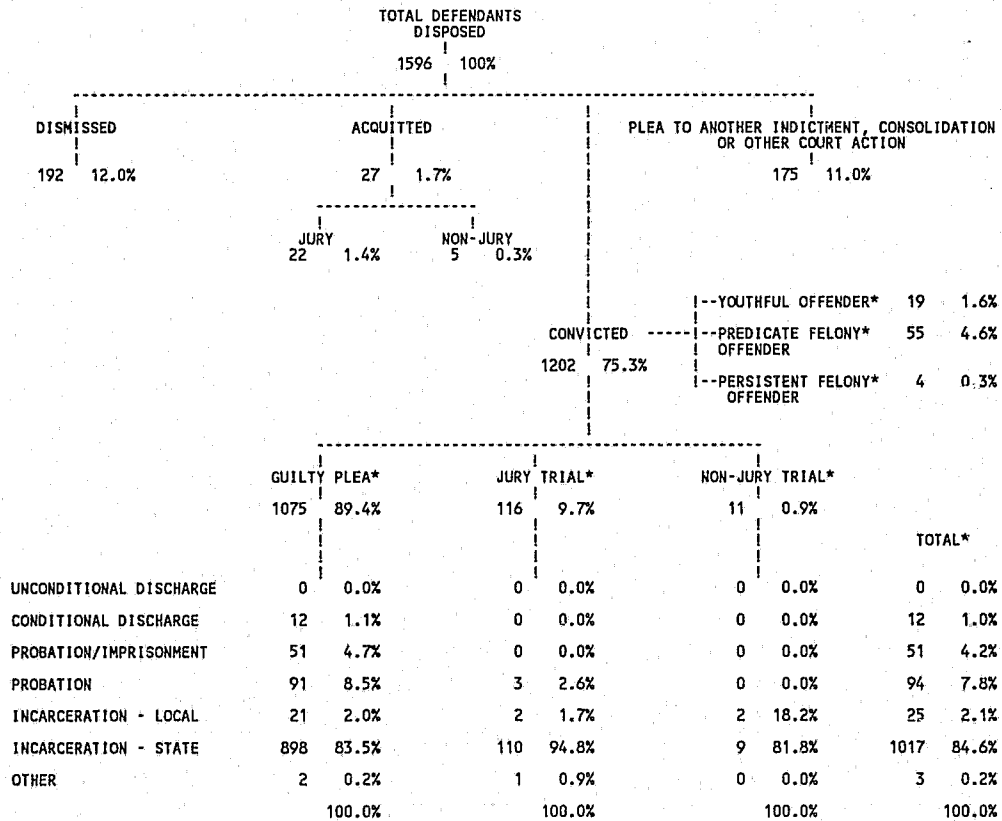 TOTAL DEFENDANTS
DISPOSED
1596 100%
DISMISSED ACQUITTED PLEA TO ANOTHER INDICTMENT, CONSOLIDATION
OR OTHER COURT ACTION
192 12.0% 27 1.7% 175 11.0%
JURY NON-JURY
22 1.4% 5 0.3%
|--YOUTHFUL OFFENDER* 19 1.6%
CONVICTED -----|--PREDICATE FELONY* 55 4.6%
OFFENDER
1202 75.3%
|--PERSISTENT FELONY* 4 0.3%
OFFENDER
GUILTY PLEA* JURY TRIAL* NON-JURY TRIAL*
1075 89.4% 116 9.7% 11 0.9%
TOTAL*
UNCONDITIONAL DISCHARGE 0 0.0% 0 0.0% 0 0.0% 0 0.0%
CONDITIONAL DISCHARGE 12 1.1% 0 0.0% 0 0.0% 12 1.0%
PROBATION/IMPRISONMENT 51 4.7% 0 0.0% 0 0.0% 51 4.2%
PROBATION 91 8.5% 3 2.6% 0 0.0% 94 7.8%
INCARCERATION - LOCAL 21 2.0% 2 1.7% 2 18.2% 25 2.1%
INCARCERATION - STATE 898 83.5% 110 94.8% 9 81.8% 1017 84.6%
OTHER 2 0.2% 1 0.9% 0 0.0% 3 0.2%
100.0% 100.0% 100.0% 100.0%